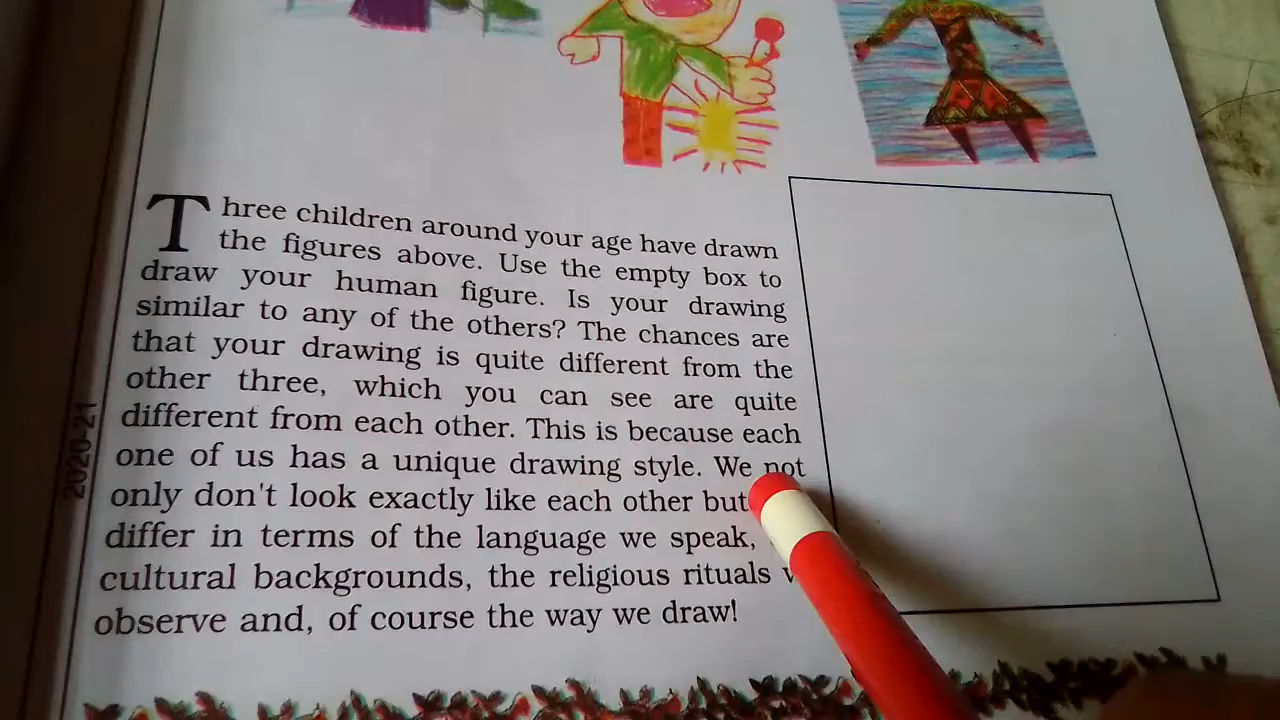 Three children around your age have drawn
the figures above. Use the empty box to
draw your human figure. Is your drawing
similar to any of the others? The chances are
that your drawing is quite different from the
other three, which you can see are quite
different from each other. This is because each
one of us has a unique drawing style. We not
only don't look exactly like each other but
differ in terms of the language we speak,
cultural backgrounds, the religious rituals
observe and, of course the way we draw!
2020-21